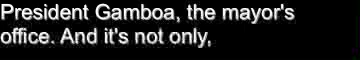 President Gamboa, the mayor's
office. And it's not only,